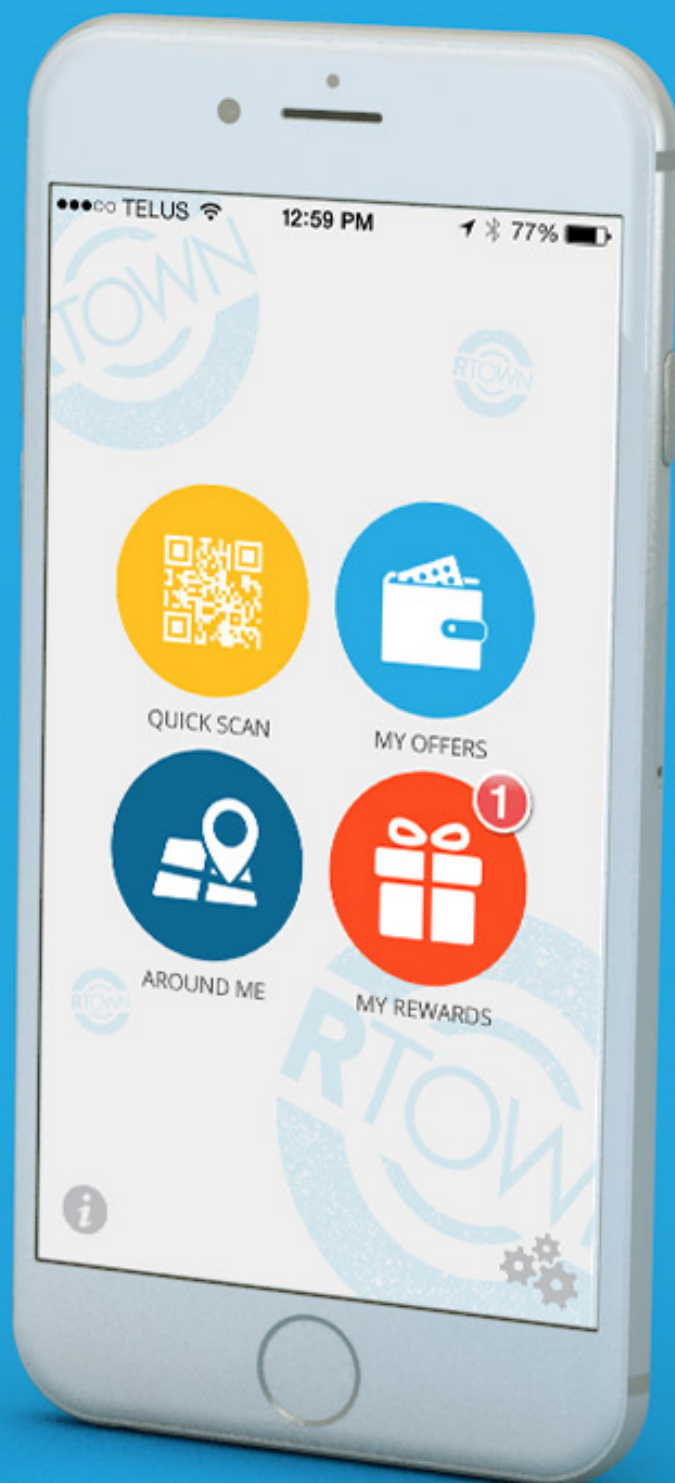 TELUS 12:59 PM 77%
RTOWN
RTOWN
QUICK SCAN
MY OFFERS
1
AROUND ME
MY REWARDS
RTOWN
RTOWN
i